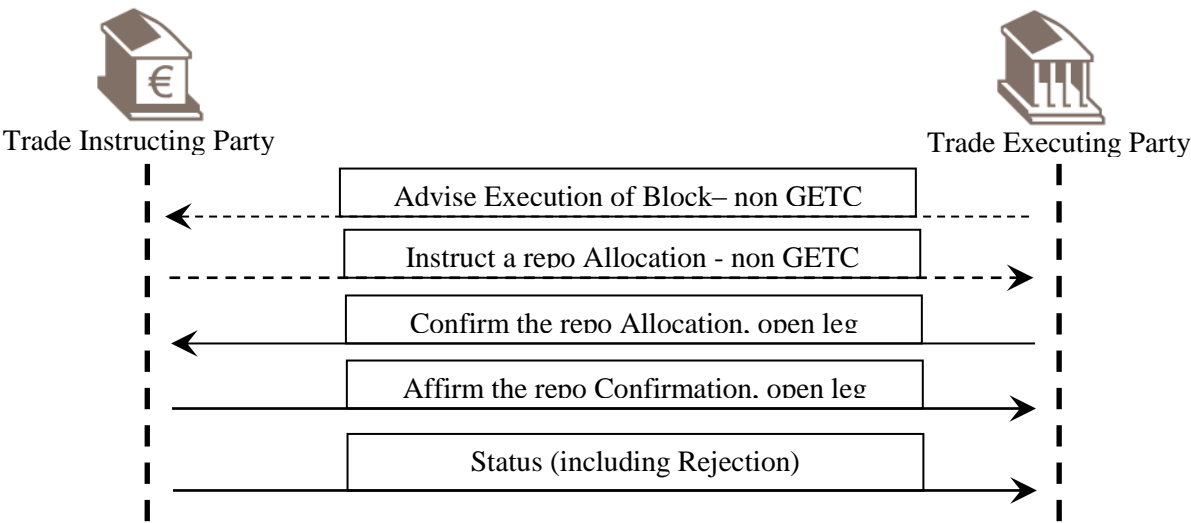 €
Trade Instructing Party
Trade Executing Party
Advise Execution of Block– non GETC
Instruct a repo Allocation - non GETC
Confirm the repo Allocation, open leg
Affirm the repo Confirmation, open leg
Status (including Rejection)